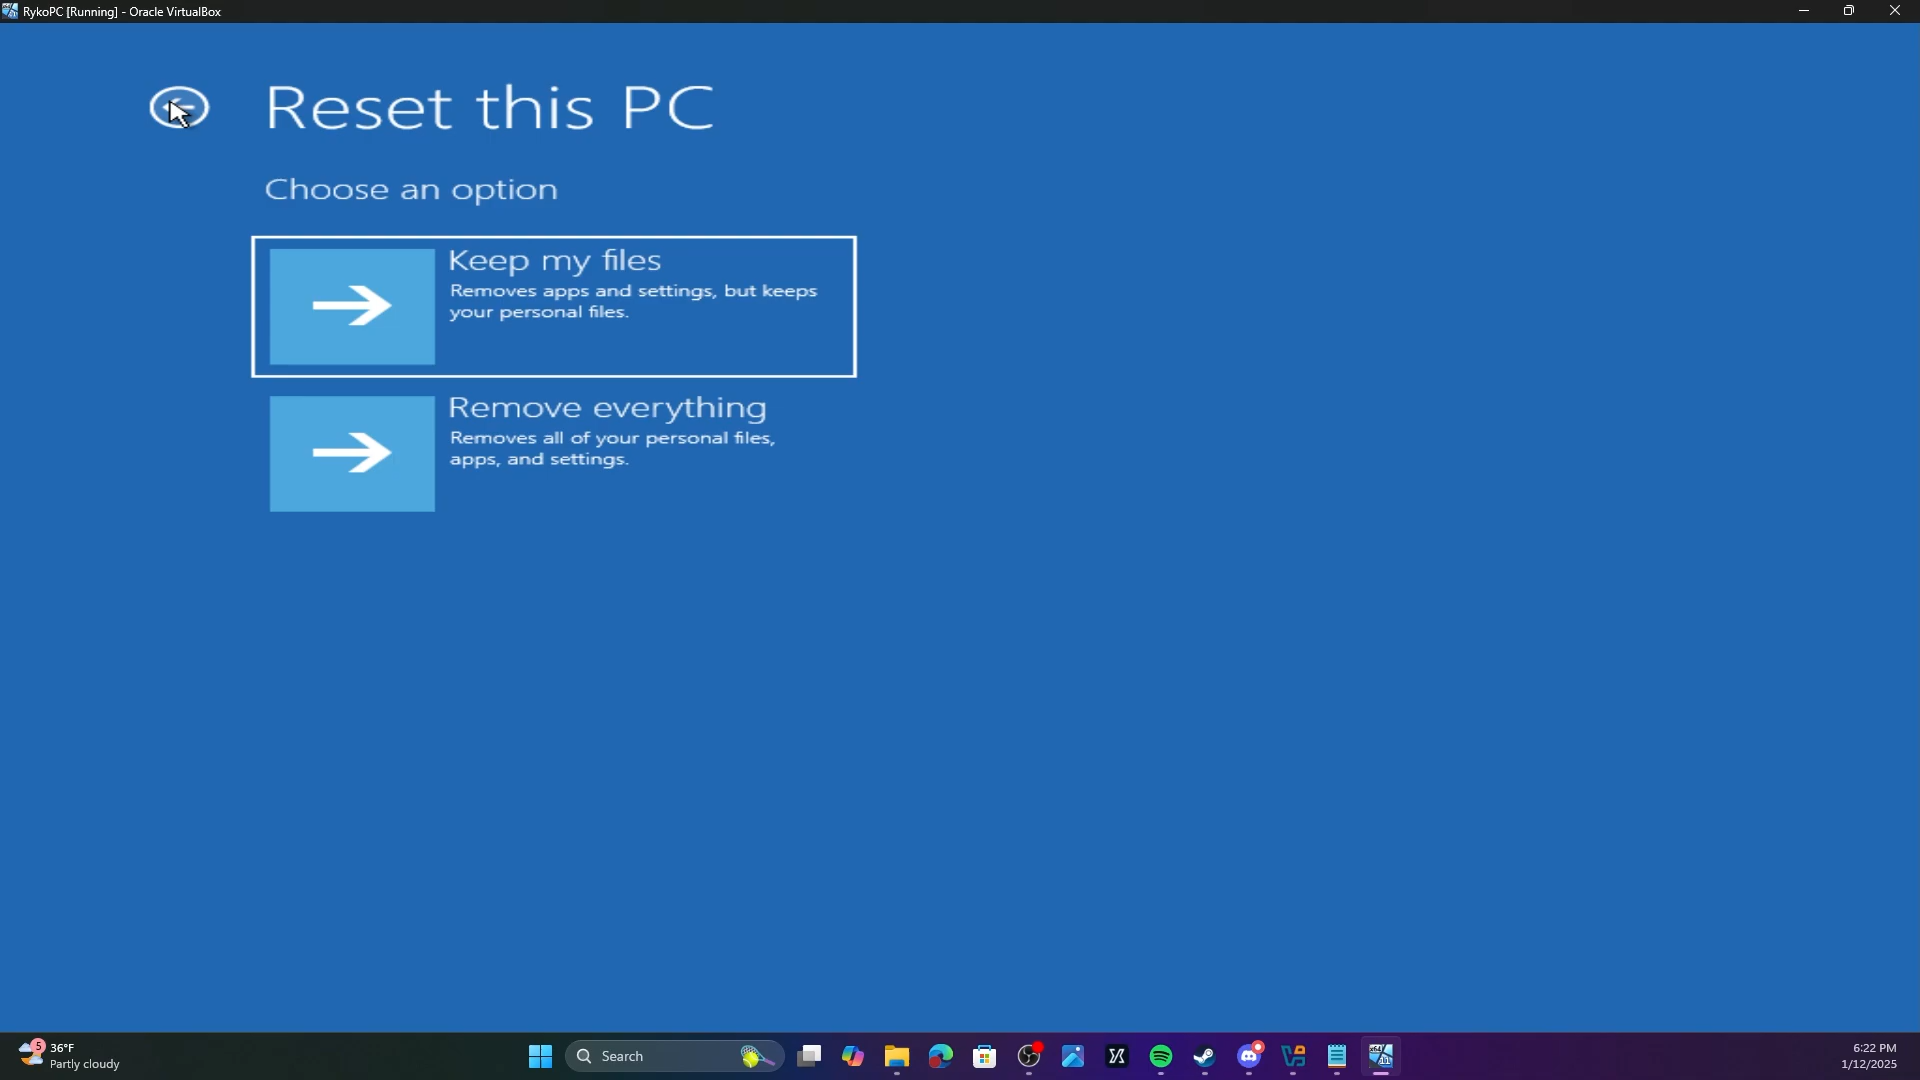 RykoPC [Running] - Oracle VirtualBox
Reset this PC
Choose an option
Keep my files
Removes apps and settings, but keeps
your personal files.
Remove everything
Removes all of your personal files,
apps, and settings.
5
36°F
Partly cloudy
Search
6:22 PM
1/12/2025